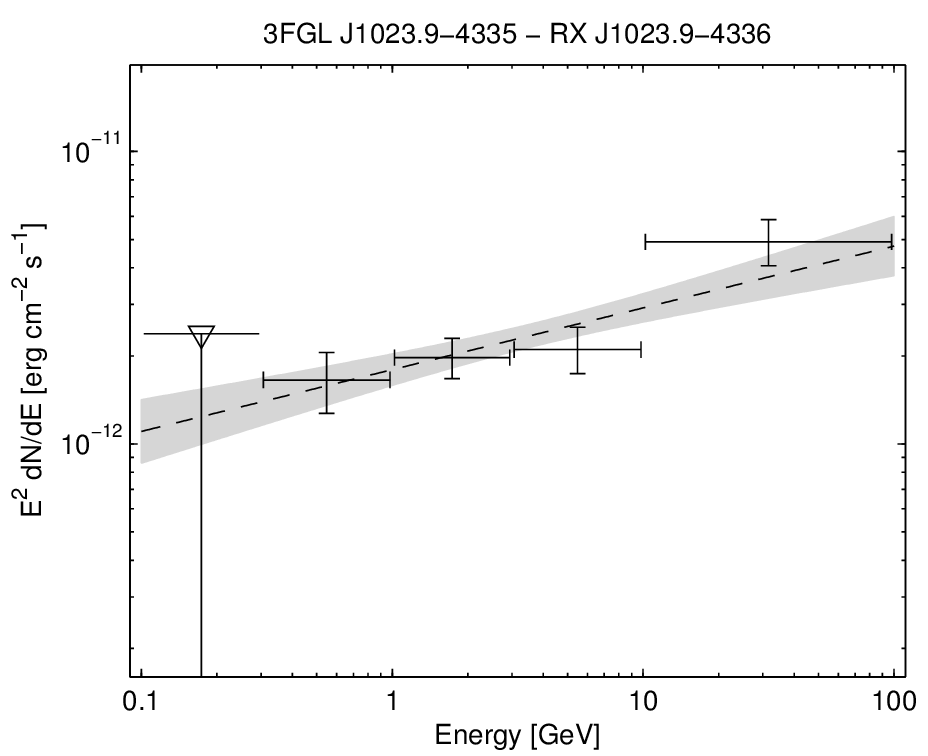 3FGL J1023.9−4335 − RX J1023.9−4336
10⁻¹¹
10⁻¹²
E² dN/dE [erg cm⁻² s⁻¹]
0.1 1 10 100
Energy [GeV]